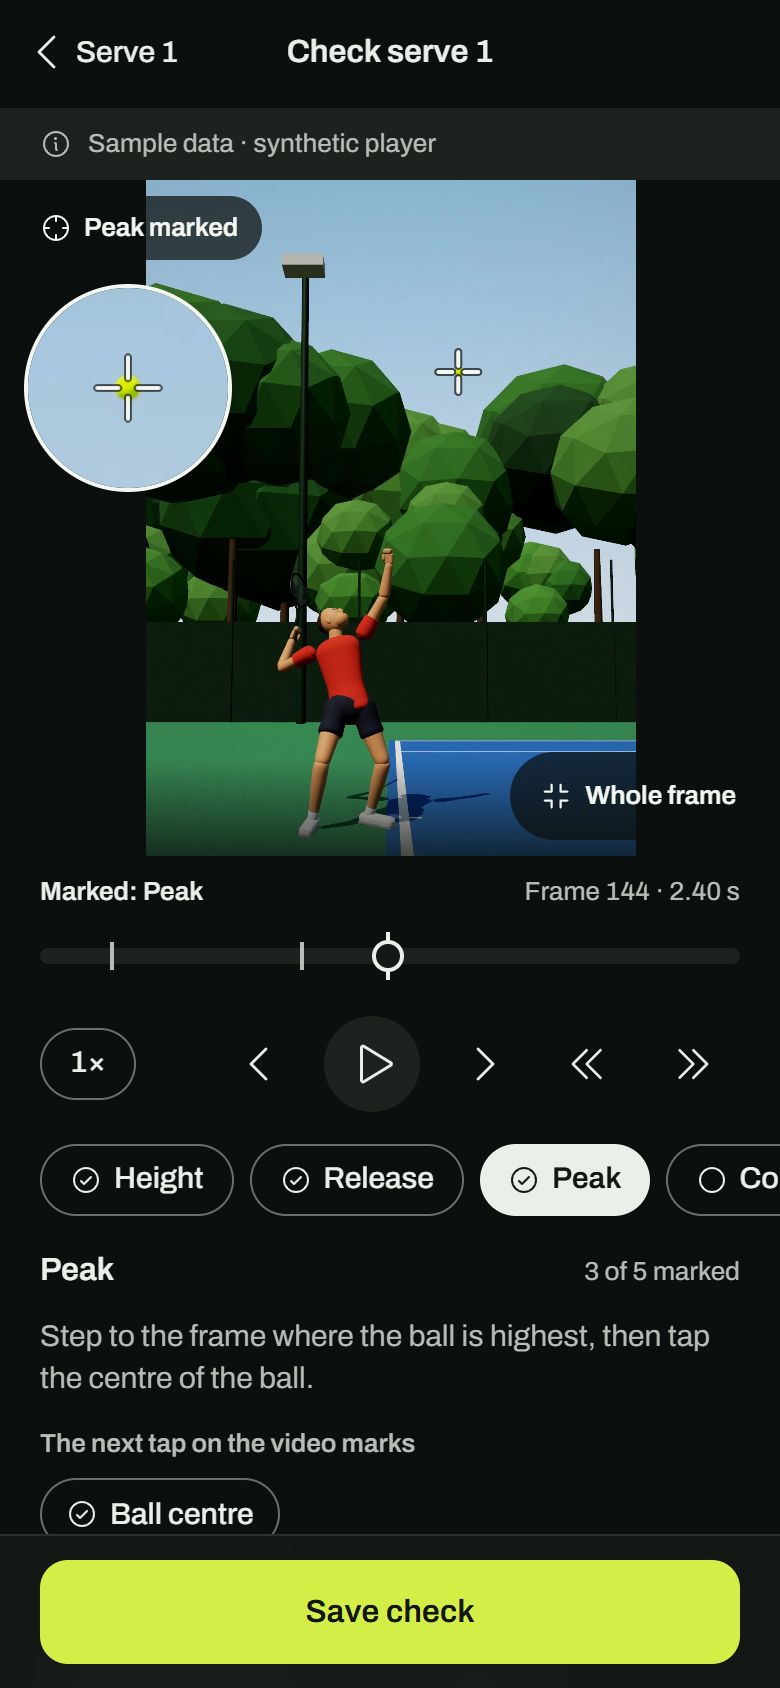 Serve 1
Check serve 1
Sample data · synthetic player
Peak marked
Whole frame
Marked: Peak
Frame 144 · 2.40 s
1×
Height
Release
Peak
Co
Peak
3 of 5 marked
Step to the frame where the ball is highest, then tap
the centre of the ball.
The next tap on the video marks
Ball centre
Save check